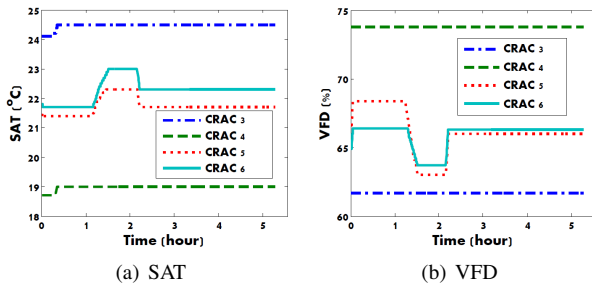 25
24
23
22
21
20
19
18
0
1
2
3
4
5
SAT (°C)
Time (hour)
CRAC 3
CRAC 4
CRAC 5
CRAC 6
(a) SAT
75
70
65
60
0
1
2
3
4
5
VFD (%)
Time (hour)
CRAC 3
CRAC 4
CRAC 5
CRAC 6
(b) VFD